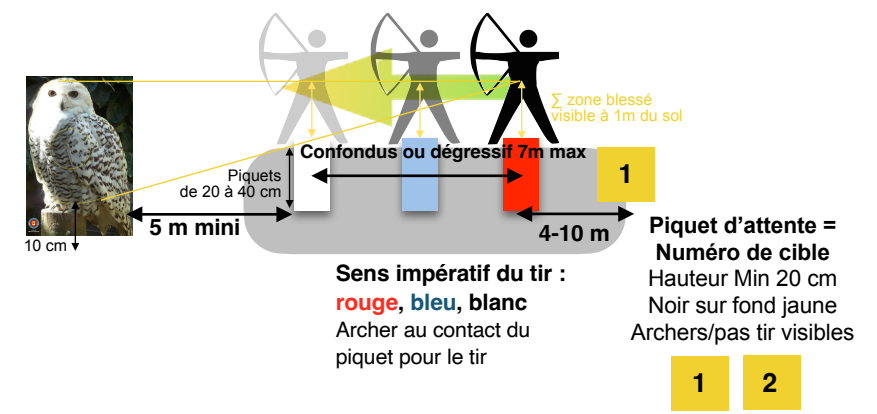 ∑ zone blessé
visible à 1m du sol
Confondus ou dégressif 7m max
Piquets
de 20 à 40 cm
1
5 m mini
4-10 m
10 cm
Sens impératif du tir :
rouge, bleu, blanc
Archer au contact du
piquet pour le tir
Piquet d’attente =
Numéro de cible
Hauteur Min 20 cm
Noir sur fond jaune
Archers/pas tir visibles
1 2